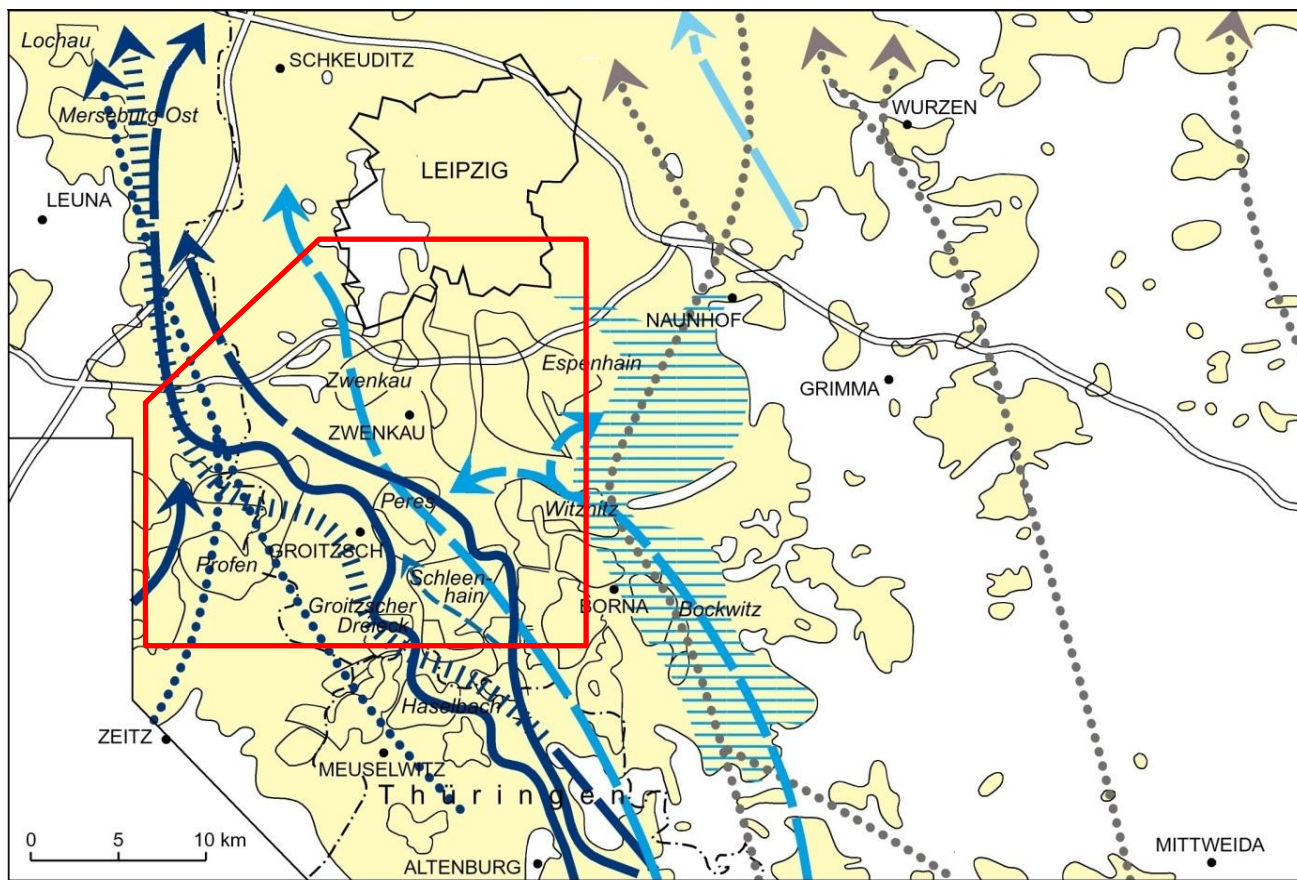 Lochau
SCHKEUDITZ
Merseburg Ost
WURZEN
LEIPZIG
LEUNA
NAUNHOF
Espenhain
Zwenkau
GRIMMA
ZWENKAU
Peres
Witznitz
GROITZSCH
Profen
Schleen-
hain
BORNA
Bockwitz
Groitzscher
Dreieck
Haselbach
ZEITZ
MEUSELWITZ
Thüringen
0 5 10 km
ALTENBURG
MITTWEIDA